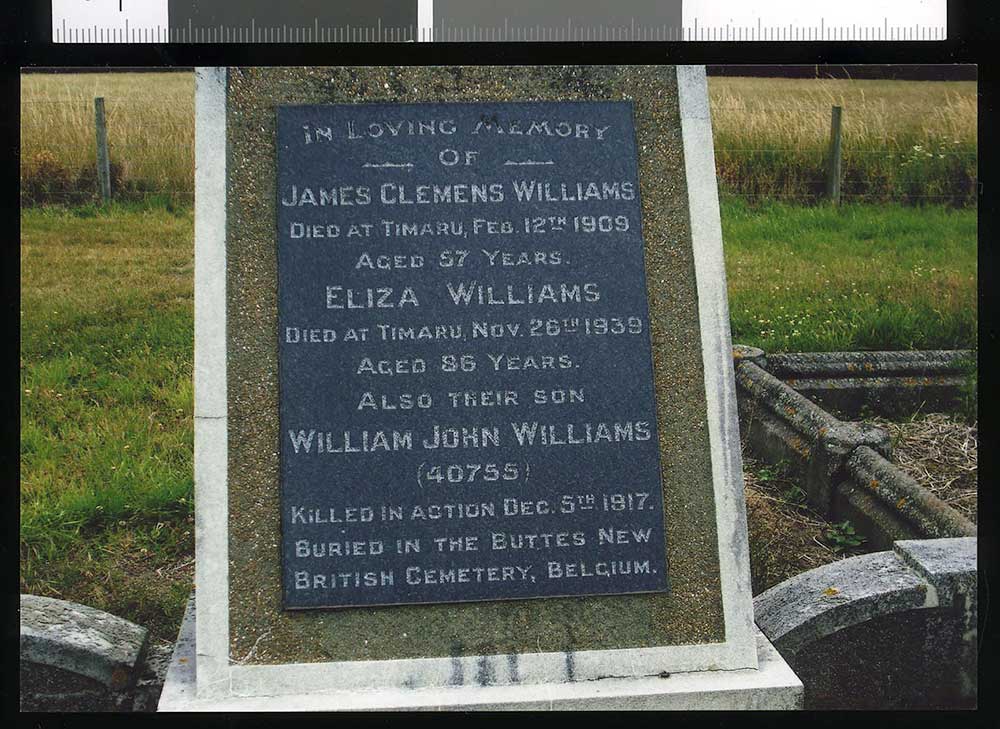 IN LOVING MEMORY
OF
JAMES CLEMENS WILLIAMS
DIED AT TIMARU, FEB. 12TH 1909
AGED 57 YEARS.
ELIZA WILLIAMS
DIED AT TIMARU, NOV. 26TH 1939
AGED 86 YEARS.
ALSO THEIR SON
WILLIAM JOHN WILLIAMS
(40755)
KILLED IN ACTION DEC. 5TH 1917.
BURIED IN THE BUTTES NEW
BRITISH CEMETERY, BELGIUM.